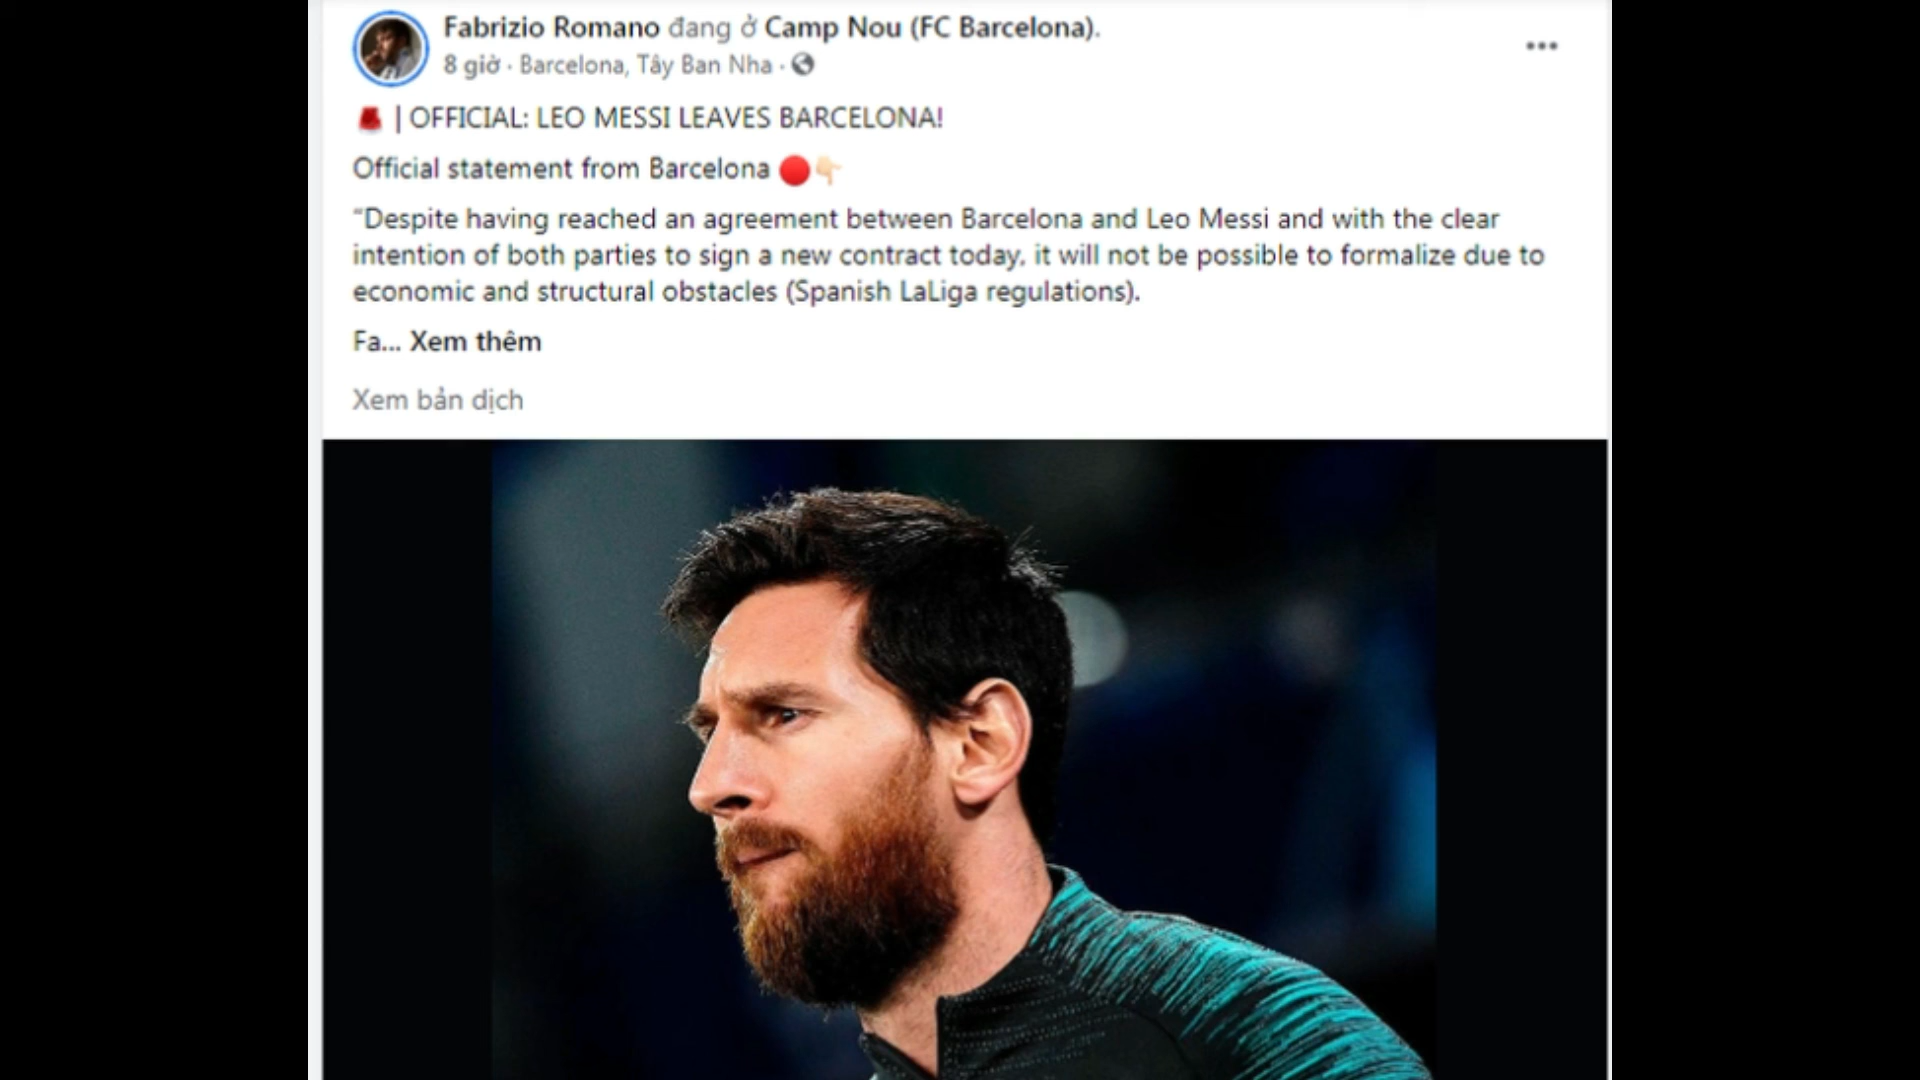 Fabrizio Romano đang ở Camp Nou (FC Barcelona).
8 giờ · Barcelona, Tây Ban Nha ·
| OFFICIAL: LEO MESSI LEAVES BARCELONA!
Official statement from Barcelona 🔴👇🏻
“Despite having reached an agreement between Barcelona and Leo Messi and with the clear
intention of both parties to sign a new contract today, it will not be possible to formalize due to
economic and structural obstacles (Spanish LaLiga regulations).
Fa... Xem thêm
Xem bản dịch